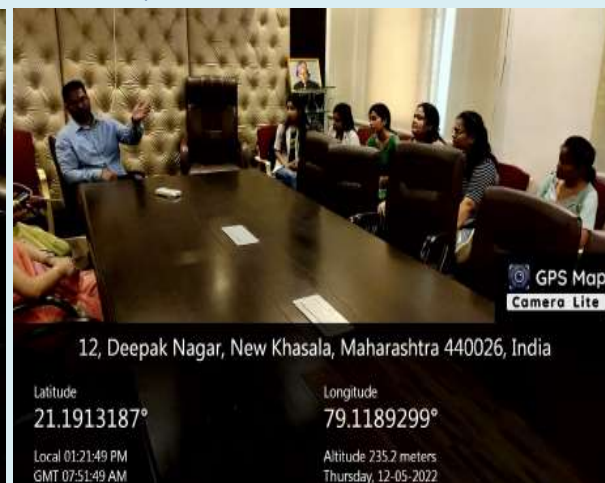 GPS Map
Camera Lite
12, Deepak Nagar, New Khasala, Maharashtra 440026, India
Latitude
21.1913187°
Longitude
79.1189299°
Local 01:21:49 PM
GMT 07:51:49 AM
Altitude 235.2 meters
Thursday, 12-05-2022